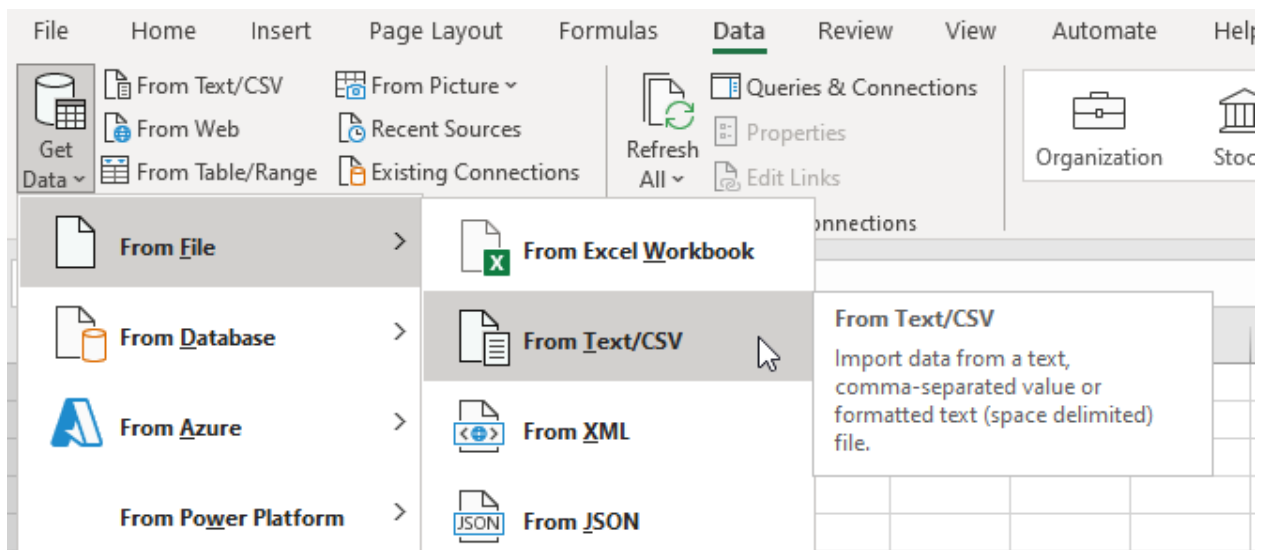 File Home Insert Page Layout Formulas Data Review View Automate Help
From Text/CSV From Picture Queries & Connections
From Web Recent Sources Properties
Get Data From Table/Range Existing Connections Refresh All Edit Links Organization
From File
From Excel Workbook
From Database
From Text/CSV
From Text/CSV
Import data from a text,
comma-separated value or
formatted text (space delimited)
file.
From Azure
From XML
JSON
From Power Platform
From JSON